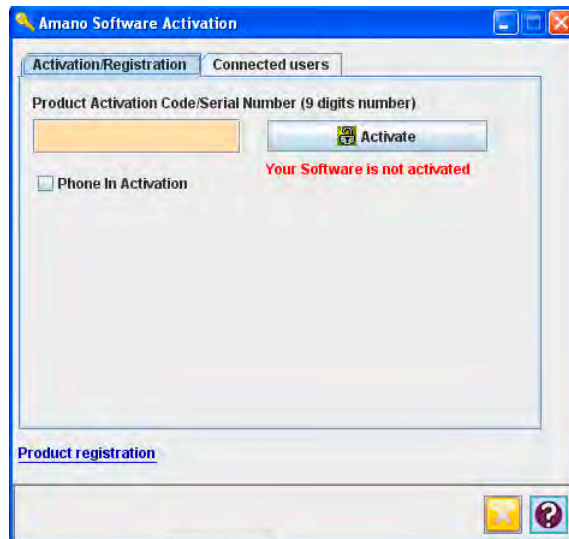 Amano Software Activation
Activation/Registration Connected users
Product Activation Code/Serial Number (9 digits number)
Activate
Your Software is not activated
Phone In Activation
Product registration
?